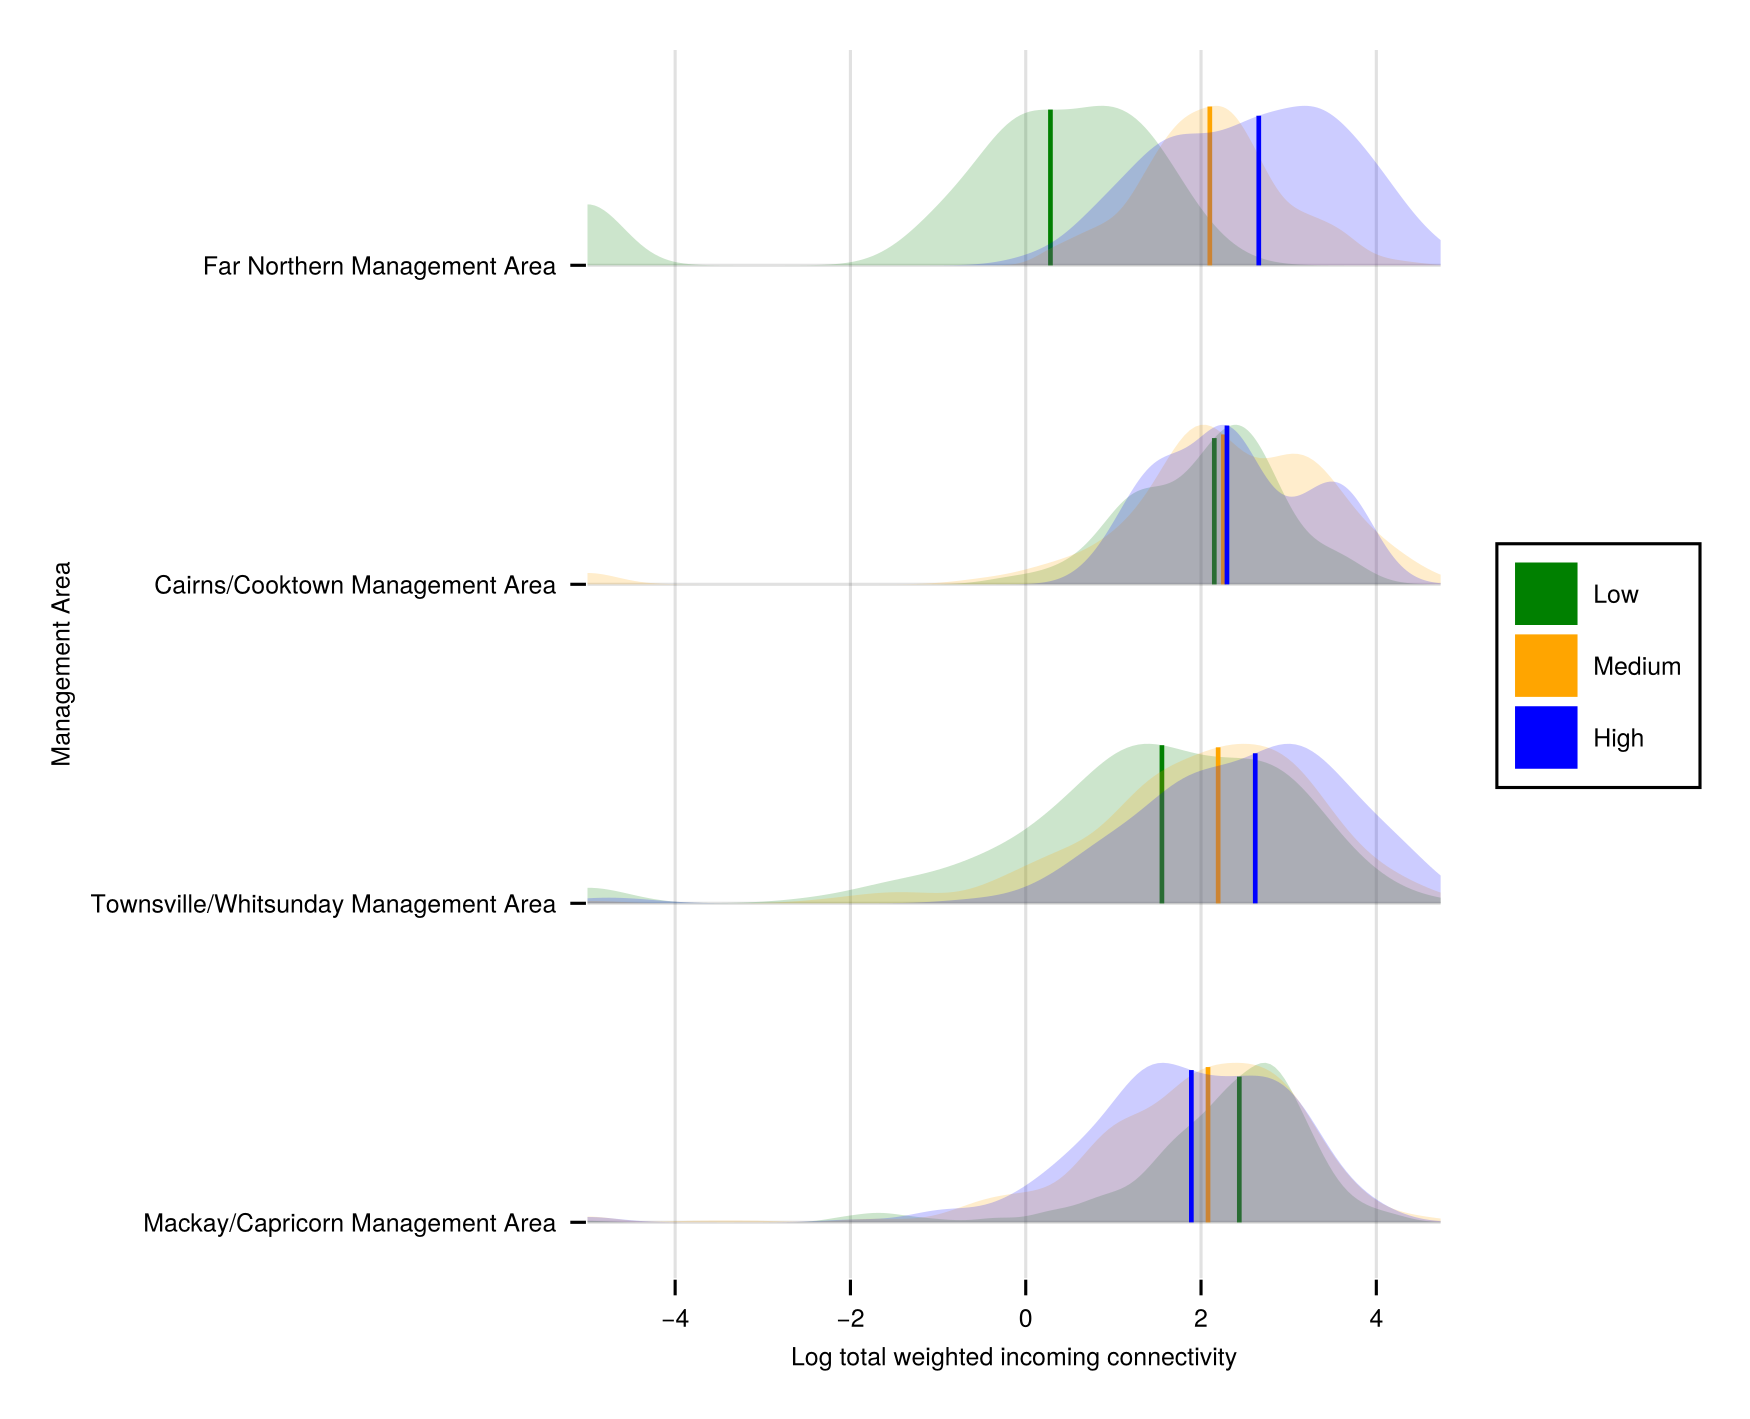 Far Northern Management Area
Cairns/Cooktown Management Area
Townsville/Whitsunday Management Area
Mackay/Capricorn Management Area
Management Area
−4
−2
0
2
4
Log total weighted incoming connectivity
Low
Medium
High